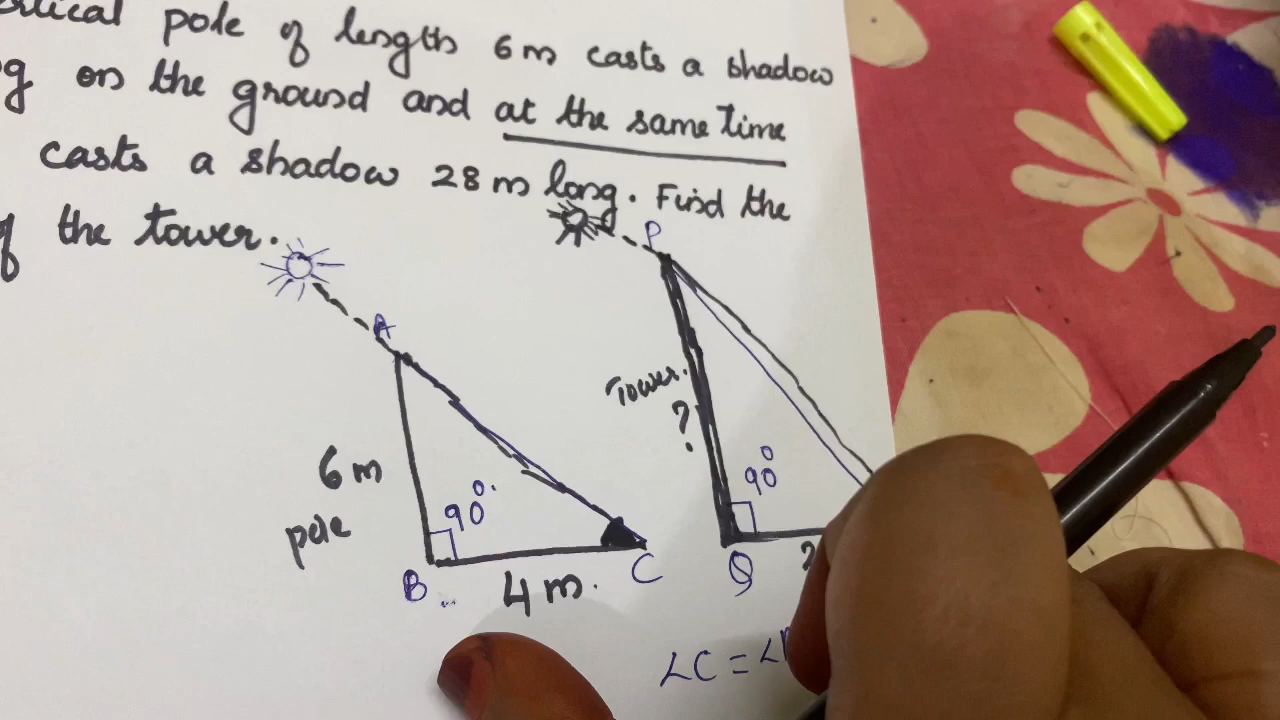 pole of length 6 m casts a shadow
on the ground and at the same time
casts a shadow 28 m long. Find the
the tower.
P
A
Tower.
?
6 m
pole
90°
90°
B
4 m.
C
Q
2
∠C = ∠